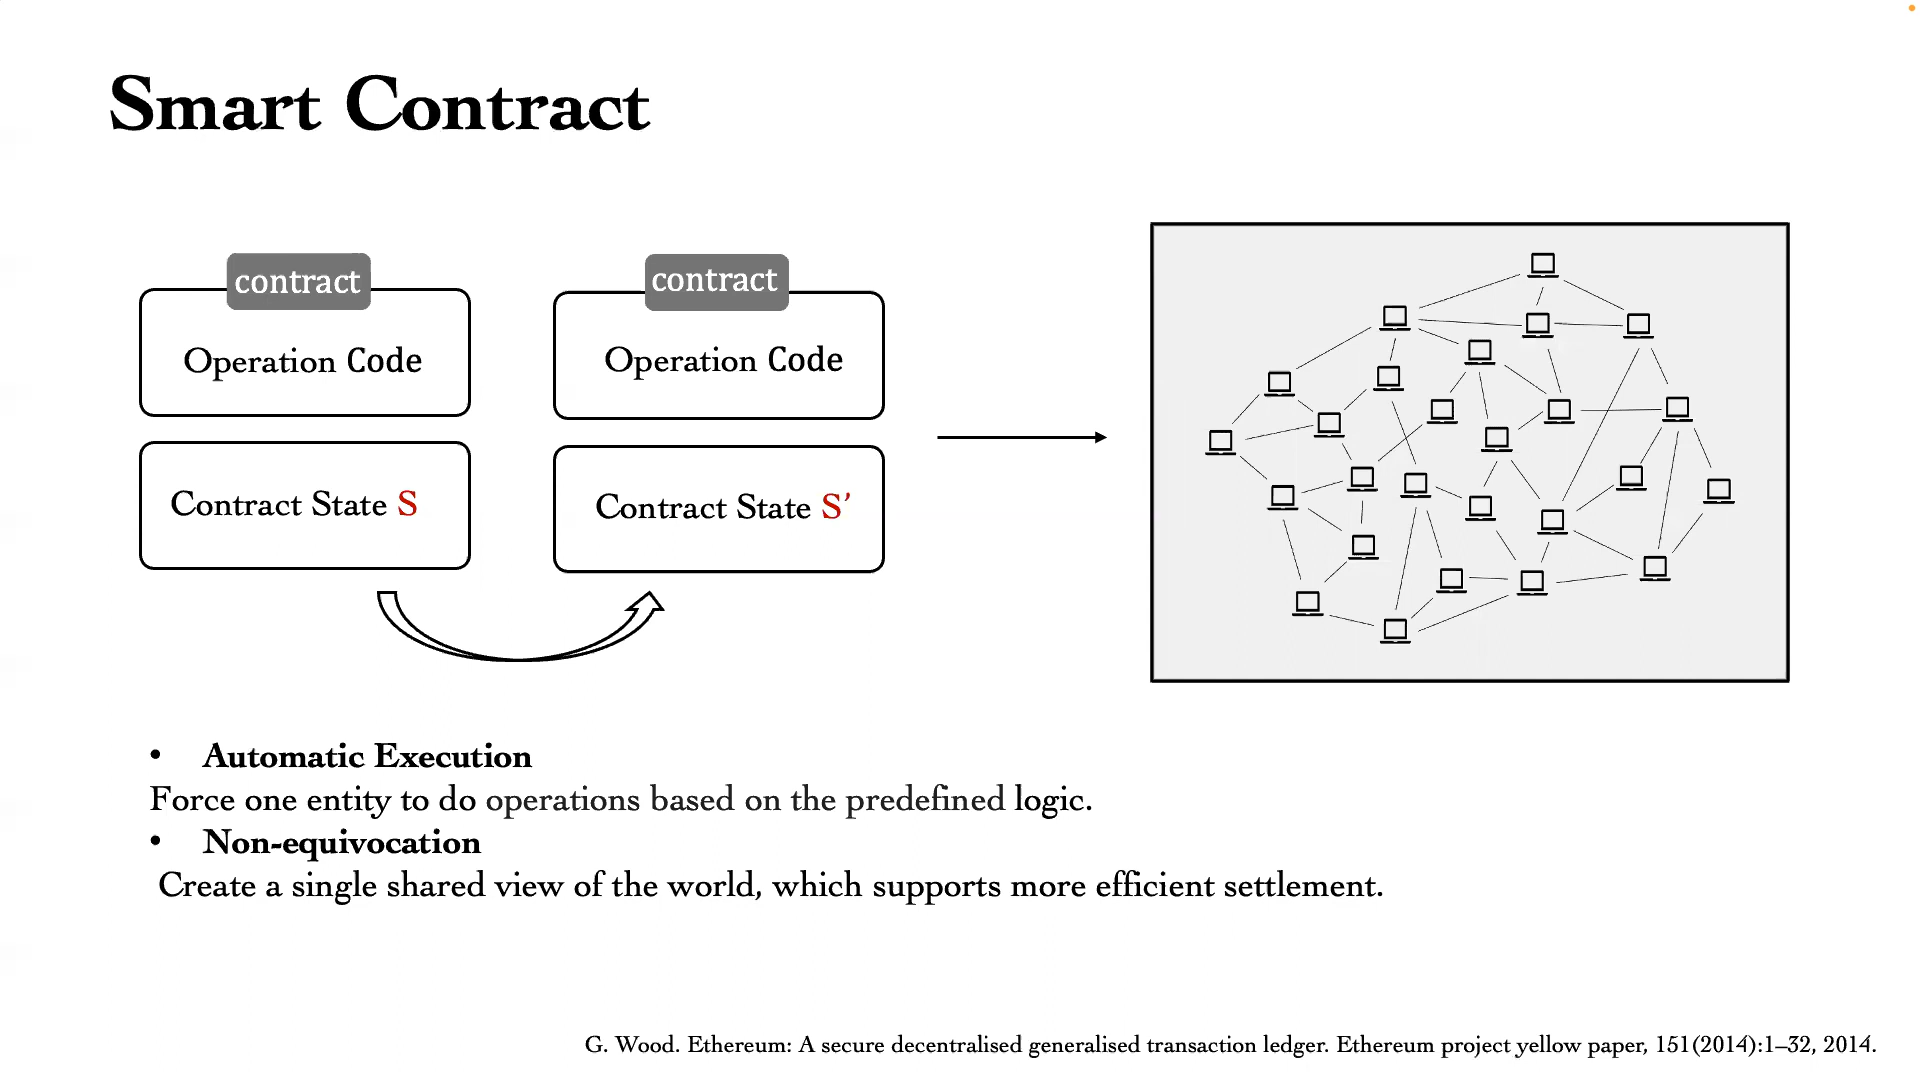 Smart Contract
contract
Operation Code
Contract State S
contract
Operation Code
Contract State S’
• Automatic Execution
Force one entity to do operations based on the predefined logic.
• Non-equivocation
Create a single shared view of the world, which supports more efficient settlement.
G. Wood. Ethereum: A secure decentralised generalised transaction ledger. Ethereum project yellow paper, 151(2014):1–32, 2014.